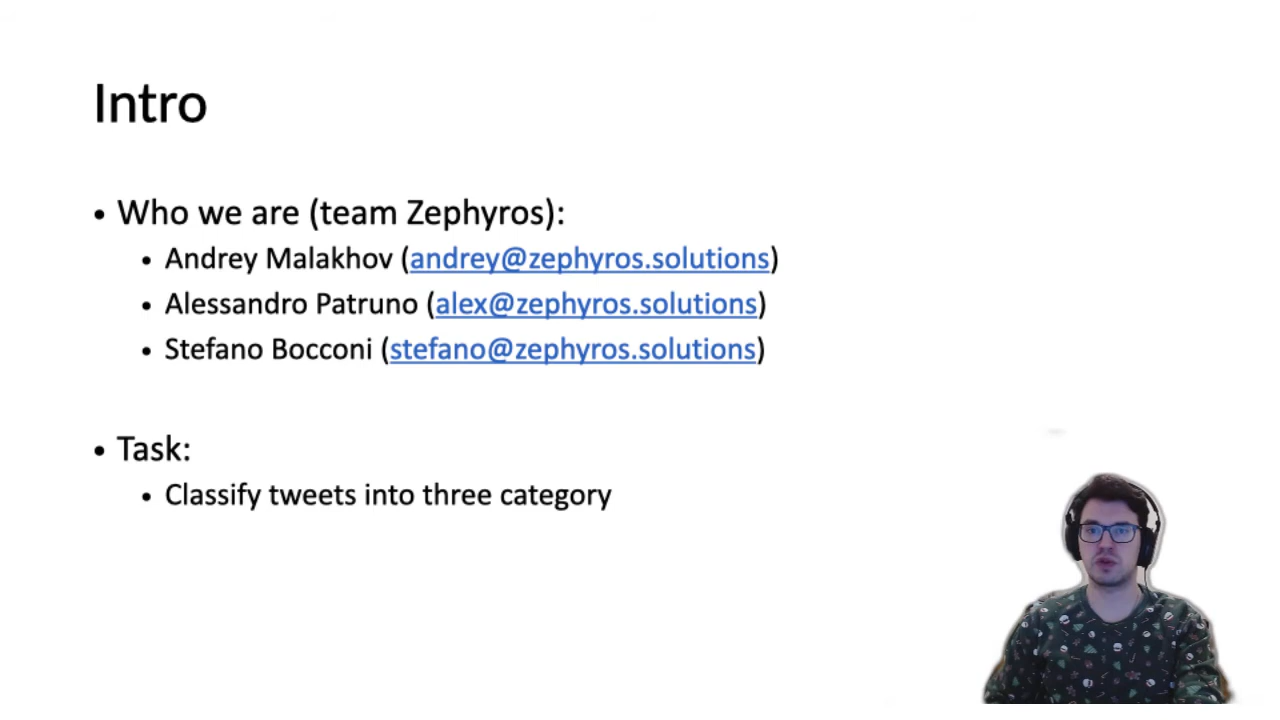 Intro
• Who we are (team Zephyros):
• Andrey Malakhov (andrey@zephyros.solutions)
• Alessandro Patruno (alex@zephyros.solutions)
• Stefano Bocconi (stefano@zephyros.solutions)
• Task:
• Classify tweets into three category